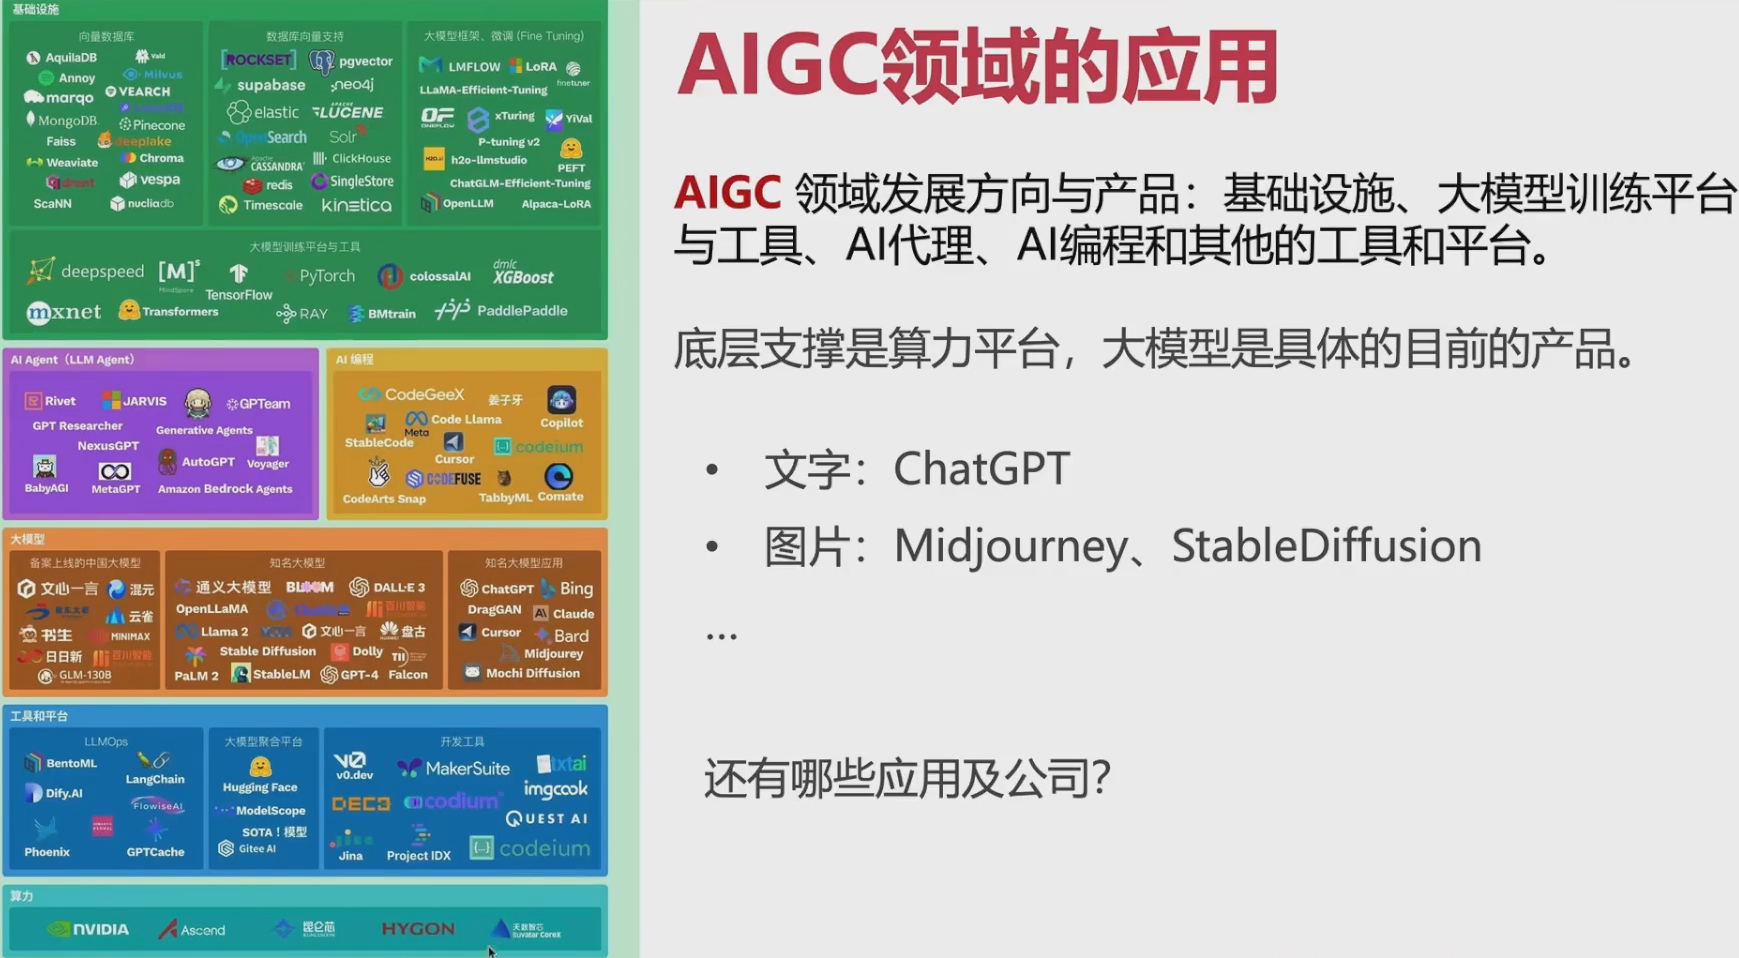 基础设施
向量数据库
AquilaDB
Vald
Annoy
Milvus
marqo
VEARCH
MongoDB.
Pinecone
Faiss
deeplake
Weaviate
Chroma
qdrant
vespa
ScaNN
nucliadb
数据库向量支持
[ROCKSET]
pgvector
supabase
neo4j
elastic
APACHE
LUCENE
OpenSearch
Solr
Apache
CASSANDRA
ClickHouse
redis
SingleStore
Timescale
kinetica
大模型框架、微调 (Fine Tuning)
LMFLOW
LoRA
finetuner
LLaMA-Efficient-Tuning
OF
ONEFLOW
xTuring
YiVal
P-tuning v2
H2O.ai
h2o-llmstudio
PEFT
ChatGLM-Efficient-Tuning
OpenLLM
Alpaca-LoRA
大模型训练平台与工具
deepspeed
[M]s
MindSpore
TensorFlow
PyTorch
colossalAI
dmlc
XGBoost
mxnet
Transformers
RAY
BMtrain
PaddlePaddle
AI Agent（LLM Agent）
Rivet
JARVIS
GPTeam
GPT Researcher
Generative Agents
NexusGPT
AutoGPT
Voyager
BabyAGI
MetaGPT
Amazon Bedrock Agents
AI 编程
CodeGeeX
姜子牙
Copilot
StableCode
Meta
Code Llama
Cursor
codeium
CodeArts Snap
CODEFUSE
TabbyML
Comate
大模型
备案上线的中国大模型
文心一言
混元
云雀
书生
MINIMAX
日日新
百川智能
GLM-130B
知名大模型
通义大模型
BLOOM
DALL·E 3
OpenLLaMA
百川智能
Llama 2
文心一言
盘古
Stable Diffusion
Dolly
TII
PaLM 2
StableLM
GPT-4
Falcon
知名大模型应用
ChatGPT
Bing
DragGAN
Claude
Cursor
Bard
Midjourey
Mochi Diffusion
工具和平台
LLMOps
BentoML
LangChain
Dify.AI
FlowiseAI
Phoenix
GPTCache
大模型聚合平台
Hugging Face
ModelScope
SOTA！模型
Gitee AI
开发工具
v0
v0.dev
MakerSuite
txtai
imgcook
DEC3
codium
QUEST AI
Jina
Project IDX
codeium
算力
NVIDIA
Ascend
昆仑芯
HYGON
天数智芯
Iluvatar CoreX
AIGC领域的应用
AIGC 领域发展方向与产品：基础设施、大模型训练平台
与工具、AI代理、AI编程和其他的工具和平台。
底层支撑是算力平台，大模型是具体的目前的产品。
• 文字：ChatGPT
• 图片：Midjourney、StableDiffusion
...
还有哪些应用及公司？